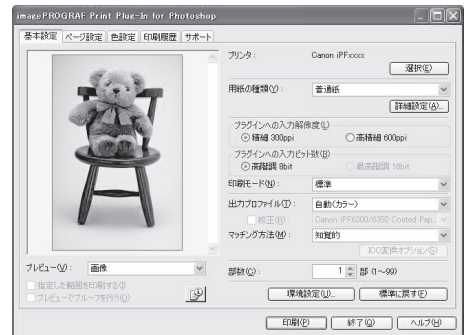 imagePROGRAF Print Plug-In for Photoshop
基本設定 ページ設定 色設定 印刷履歴 サポート
プリンタ： Canon iPFxxxx
選択(E)
用紙の種類(Y)： 普通紙
詳細設定(A)...
プラグインへの入力解像度(L)
精細 300ppi 高精細 600ppi
プラグインへの入力ビット数(B)
高階調 8bit 最高階調 16bit
印刷モード(N)： 標準
出力プロファイル(T)： 自動(カラー)
校正(R)： Canon iPF6300/6350 Coated Pap...
マッチング方法(M)： 知覚的
ICC変換オプション(S)
プレビュー(V)： 画像
指定した範囲を印刷する(I)
プレビューでプルーフを行う(O)
部数(C)： 1 部 (1～99)
環境設定(U)... 標準に戻す(F)
印刷(P) 終了(Q) ヘルプ(H)